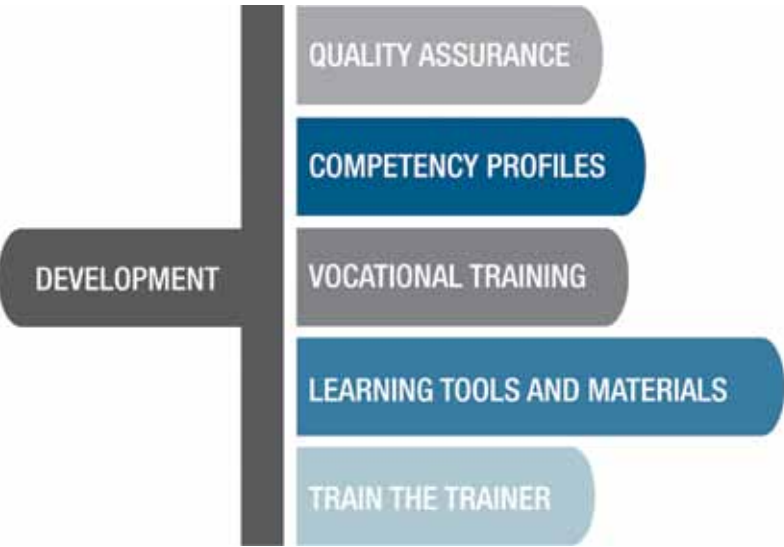 QUALITY ASSURANCE
COMPETENCY PROFILES
DEVELOPMENT
VOCATIONAL TRAINING
LEARNING TOOLS AND MATERIALS
TRAIN THE TRAINER